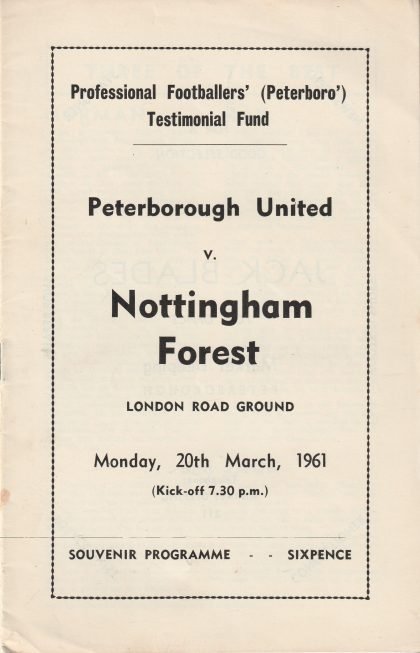 Professional Footballers' (Peterboro')
Testimonial Fund
Peterborough United
v.
Nottingham
Forest
LONDON ROAD GROUND
Monday, 20th March, 1961
(Kick-off 7.30 p.m.)
SOUVENIR PROGRAMME - - SIXPENCE